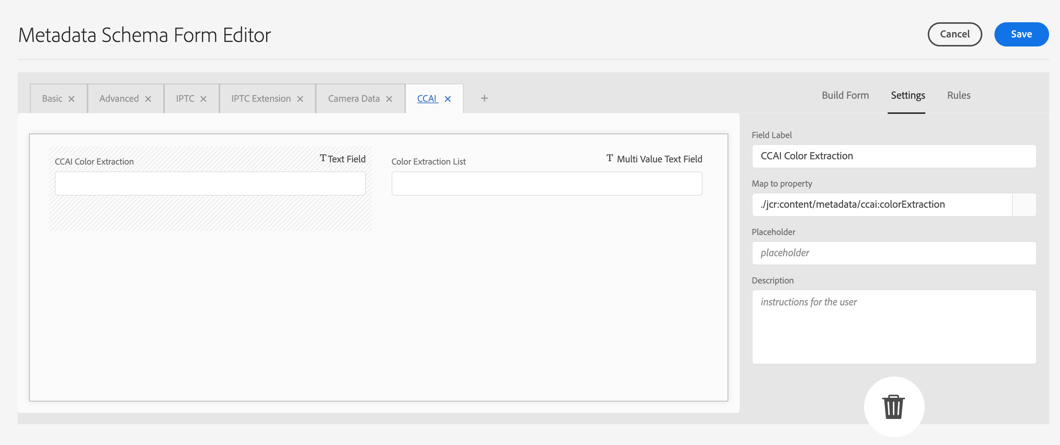 Metadata Schema Form Editor
Cancel Save
Basic × Advanced × IPTC × IPTC Extension × Camera Data × CCAI × +
Build Form Settings Rules
CCAI Color Extraction T Text Field
Color Extraction List T Multi Value Text Field
Field Label
CCAI Color Extraction
Map to property
./jcr:content/metadata/ccai:colorExtraction
Placeholder
placeholder
Description
instructions for the user